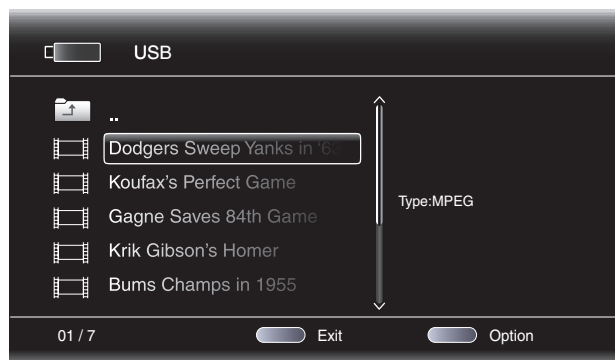 USB
..
Dodgers Sweep Yanks in '63
Koufax's Perfect Game
Gagne Saves 84th Game
Krik Gibson's Homer
Bums Champs in 1955
Type:MPEG
01 / 7
Exit
Option